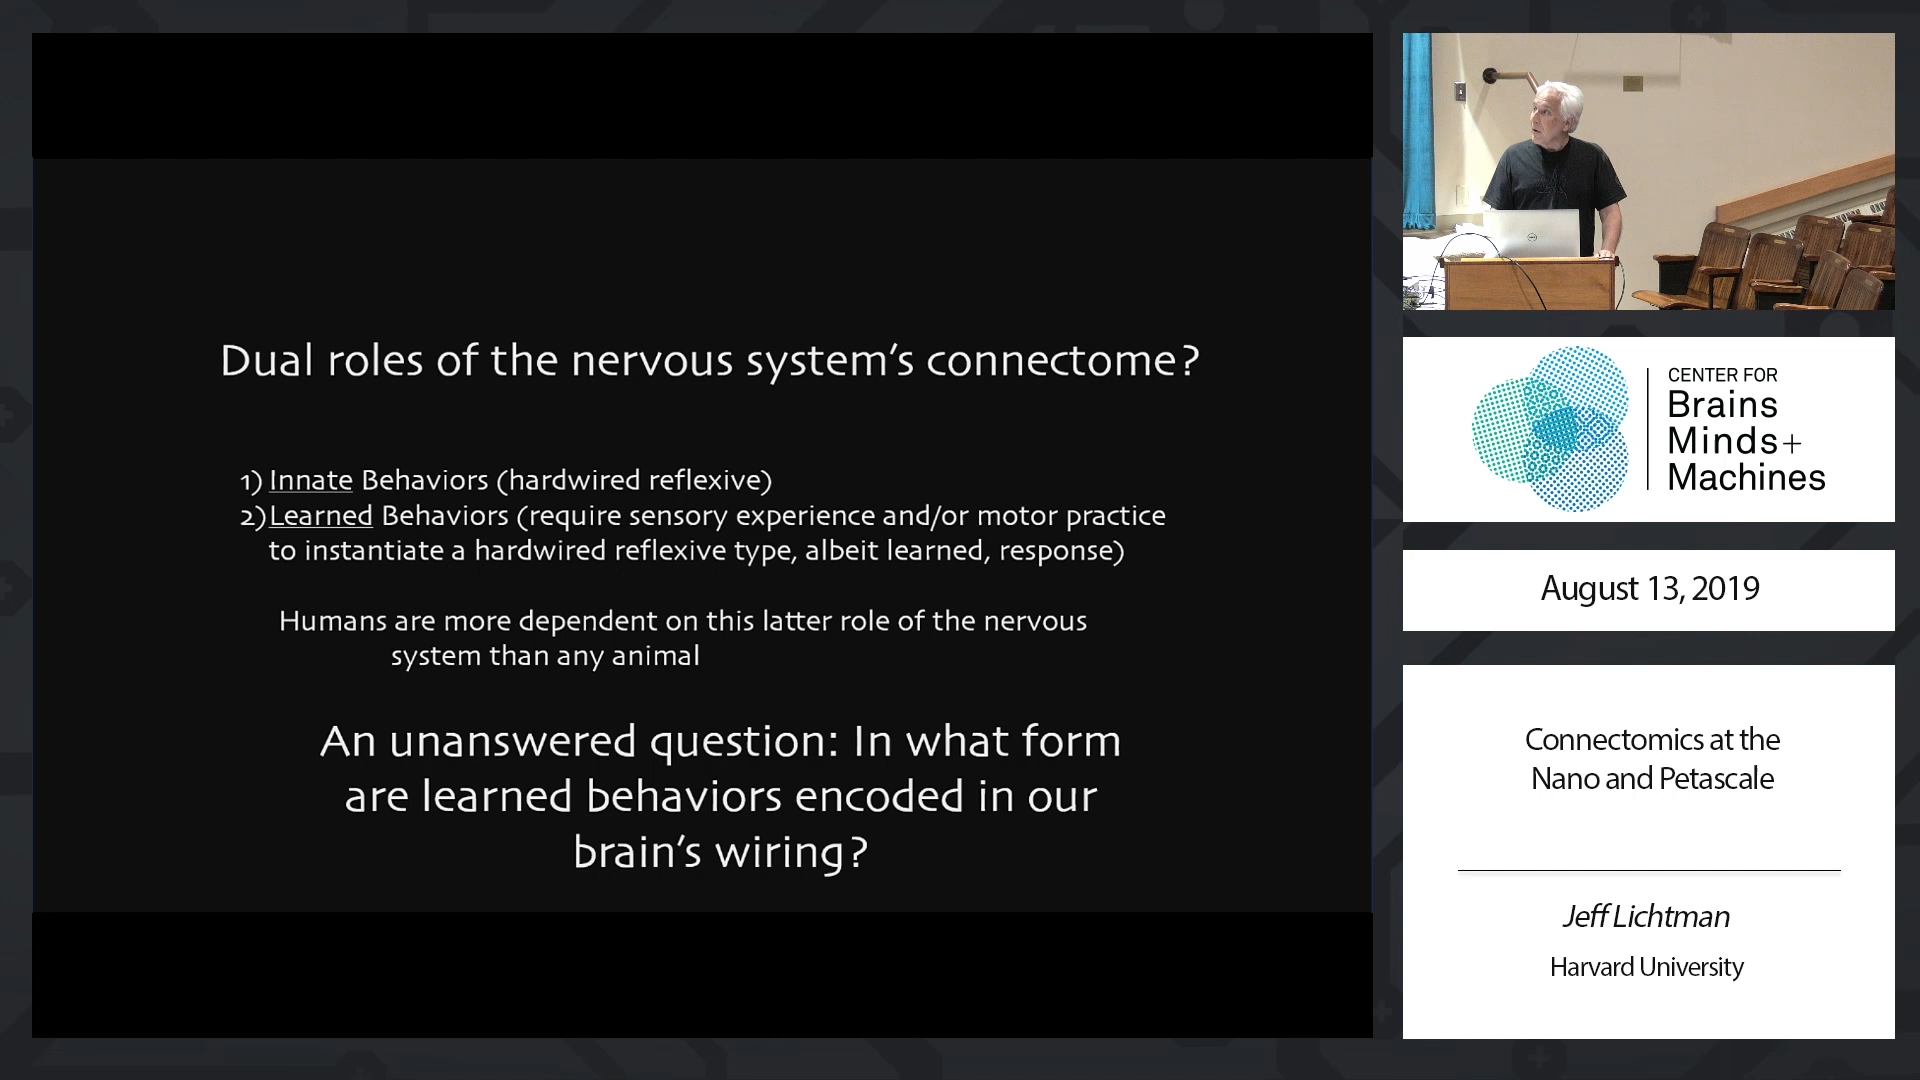 Dual roles of the nervous system’s connectome?
1) Innate Behaviors (hardwired reflexive)
2) Learned Behaviors (require sensory experience and/or motor practice
to instantiate a hardwired reflexive type, albeit learned, response)
Humans are more dependent on this latter role of the nervous
system than any animal
An unanswered question: In what form
are learned behaviors encoded in our
brain’s wiring?
CENTER FOR
Brains
Minds+
Machines
August 13, 2019
Connectomics at the
Nano and Petascale
Jeff Lichtman
Harvard University